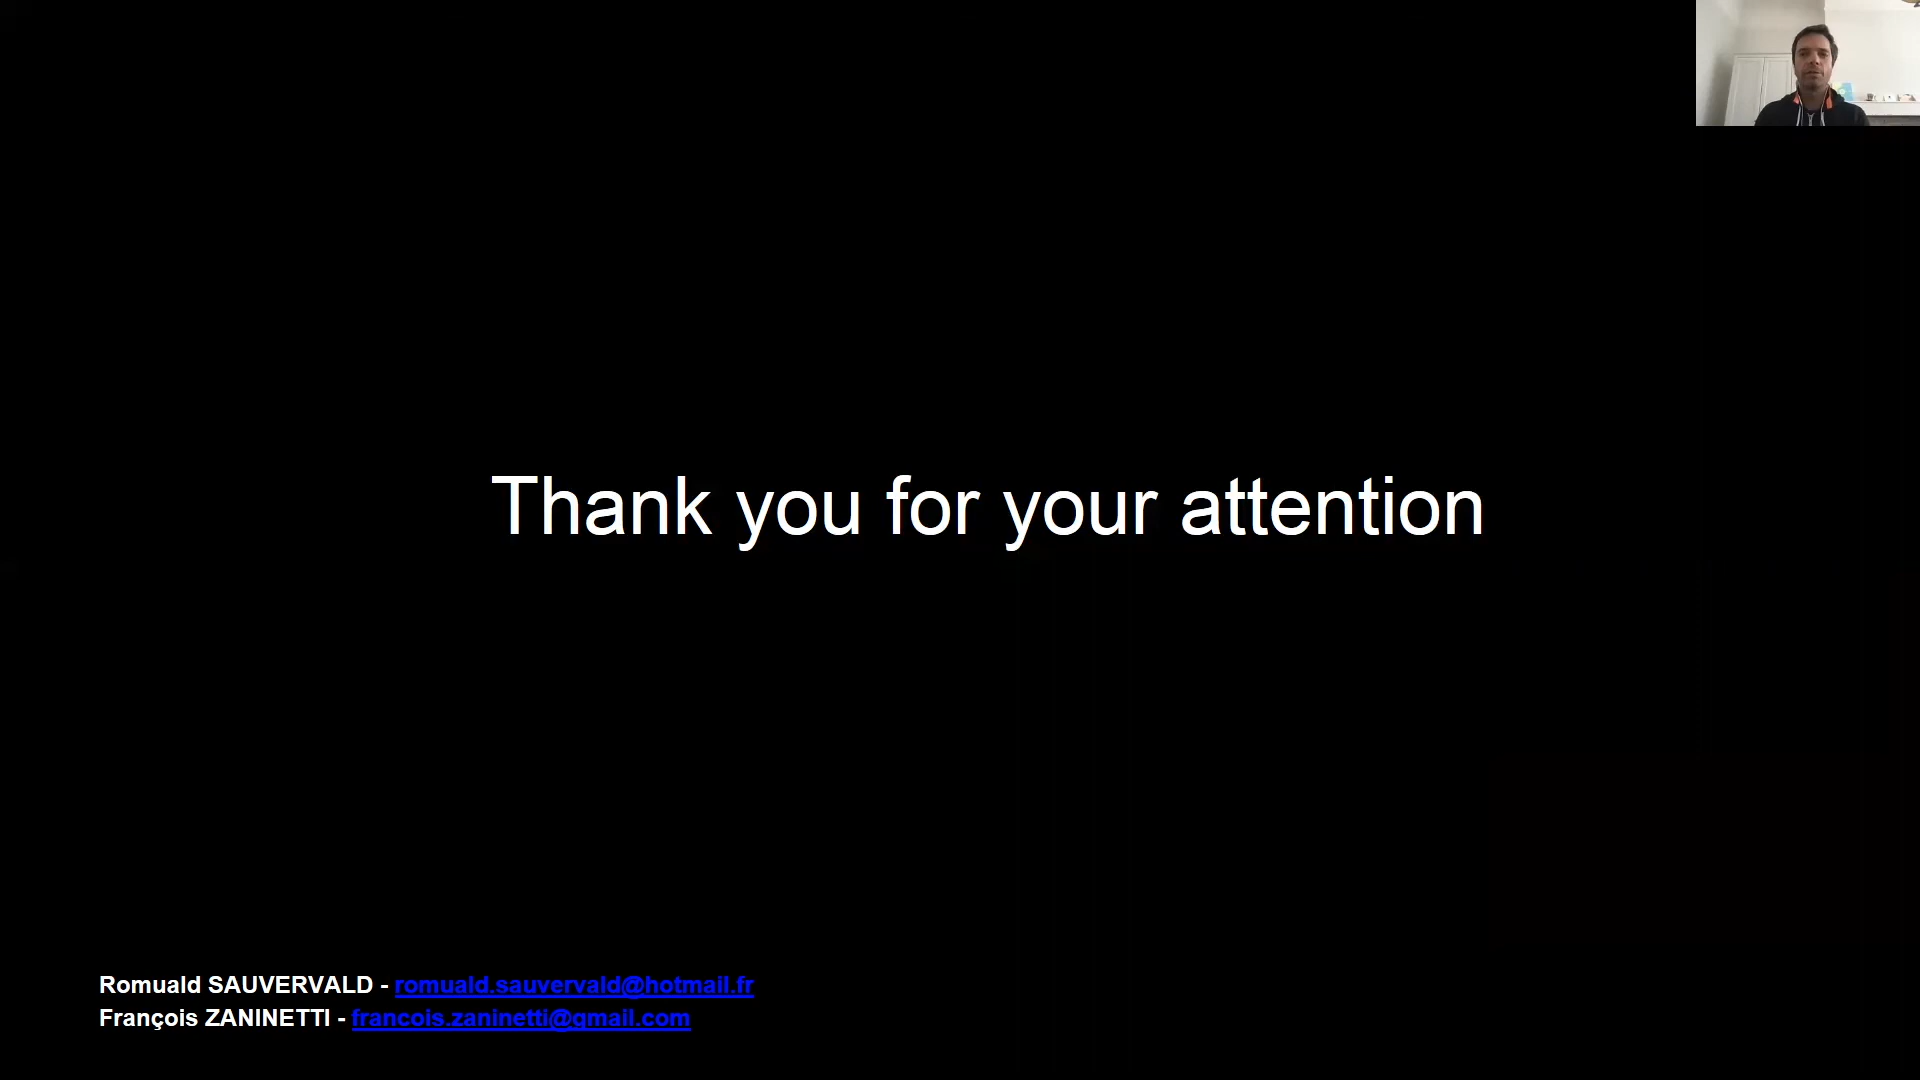 Thank you for your attention
Romuald SAUVERVALD - romuald.sauvervald@hotmail.fr
François ZANINETTI - francois.zaninetti@gmail.com